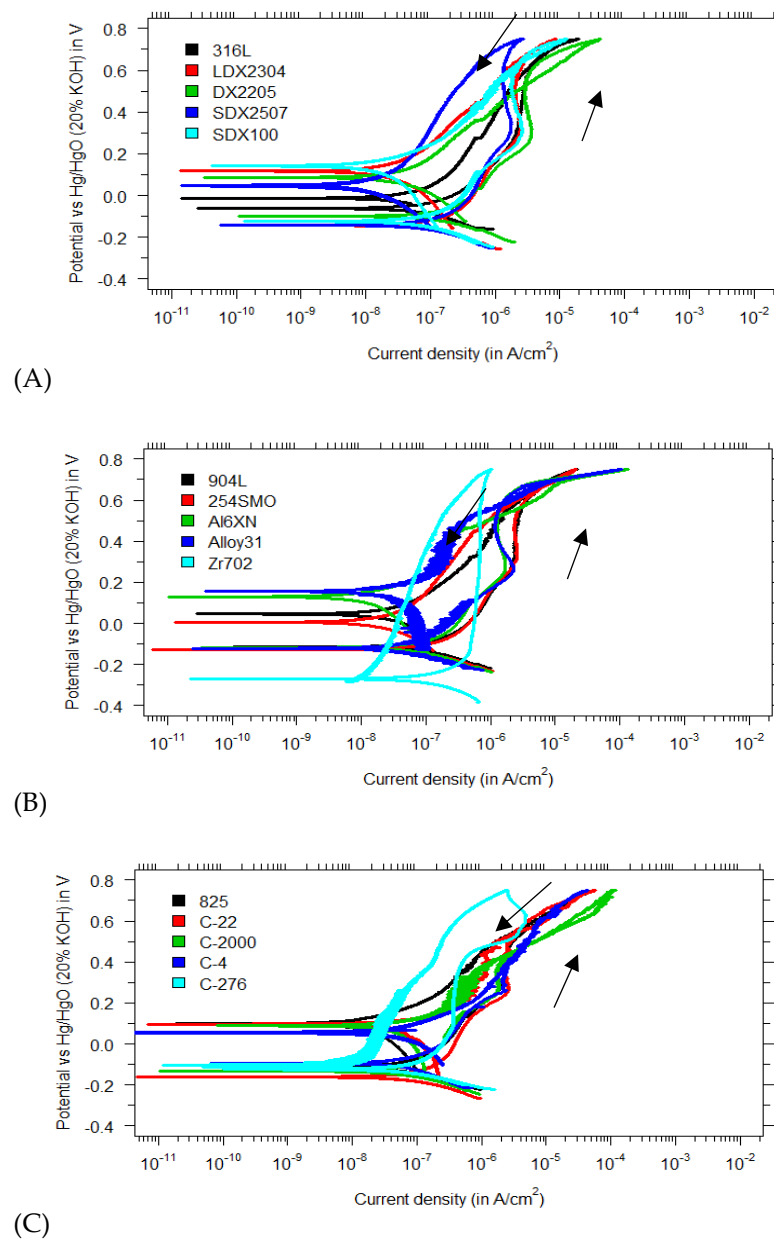 0.8
0.6
0.4
0.2
0.0
-0.2
-0.4
Potential vs Hg/HgO (20% KOH) in V
316L
LDX2304
DX2205
SDX2507
SDX100
10⁻¹¹ 10⁻¹⁰ 10⁻⁹ 10⁻⁸ 10⁻⁷ 10⁻⁶ 10⁻⁵ 10⁻⁴ 10⁻³ 10⁻²
Current density (in A/cm²)
(A)
0.8
0.6
0.4
0.2
0.0
-0.2
-0.4
Potential vs Hg/HgO (20% KOH) in V
904L
254SMO
Al6XN
Alloy31
Zr702
10⁻¹¹ 10⁻¹⁰ 10⁻⁹ 10⁻⁸ 10⁻⁷ 10⁻⁶ 10⁻⁵ 10⁻⁴ 10⁻³ 10⁻²
Current density (in A/cm²)
(B)
0.8
0.6
0.4
0.2
0.0
-0.2
-0.4
Potential vs Hg/HgO (20% KOH) in V
825
C-22
C-2000
C-4
C-276
10⁻¹¹ 10⁻¹⁰ 10⁻⁹ 10⁻⁸ 10⁻⁷ 10⁻⁶ 10⁻⁵ 10⁻⁴ 10⁻³ 10⁻²
Current density (in A/cm²)
(C)